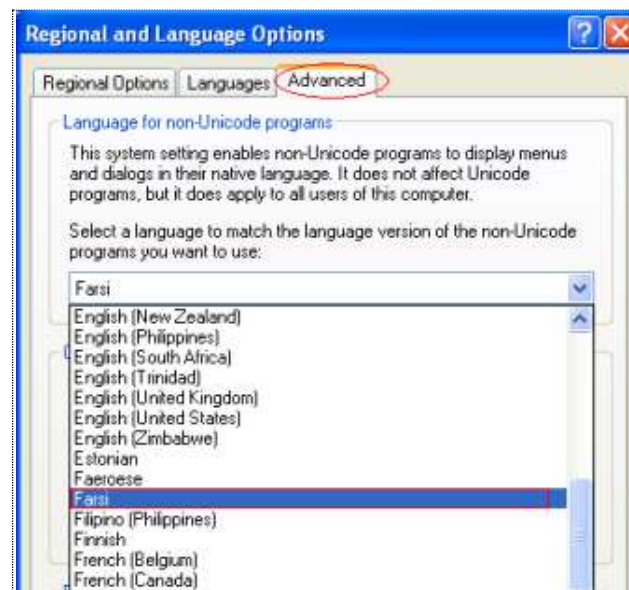 Regional and Language Options
Regional Options Languages Advanced
Language for non-Unicode programs
This system setting enables non-Unicode programs to display menus
and dialogs in their native language. It does not affect Unicode
programs, but it does apply to all users of this computer.
Select a language to match the language version of the non-Unicode
programs you want to use:
Farsi
English (New Zealand)
English (Philippines)
English (South Africa)
English (Trinidad)
English (United Kingdom)
English (United States)
English (Zimbabwe)
Estonian
Faeroese
Farsi
Filipino (Philippines)
Finnish
French (Belgium)
French (Canada)